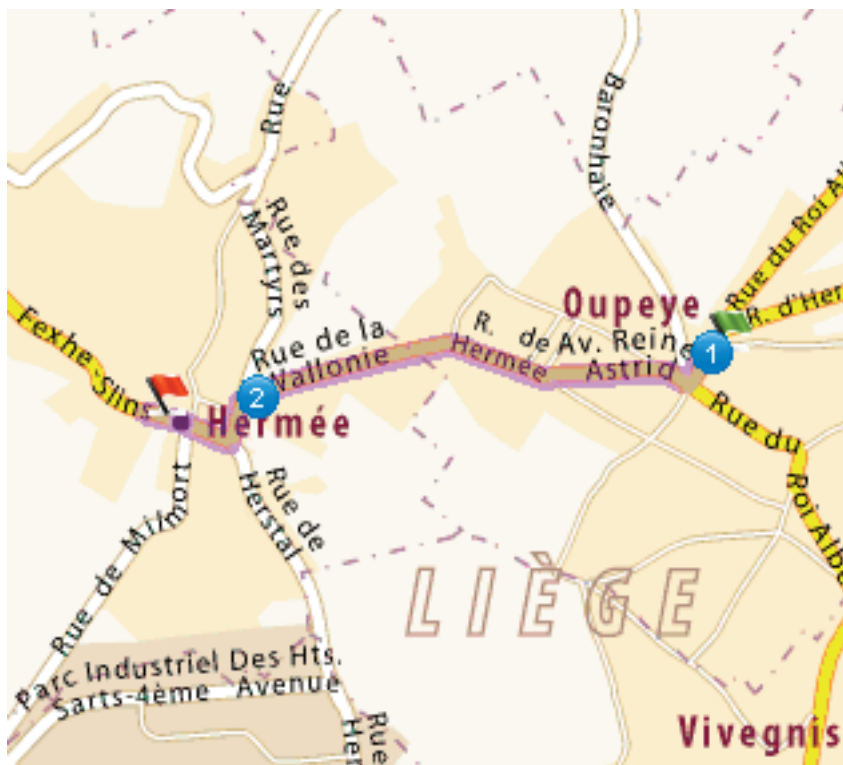 Rue
Baronhaie
Rue du Roi Al
R. d'Her
Rue des
Martyrs
Oupeye
Fexhe-Slins
Rue de la
Wallonie
R. de
Hermée
Av. Reine
Astrid
1
2
Hermée
Rue du
Roi Albe
Rue de Milmort
Rue de
Herstal
LIÈGE
Parc Industriel Des Hts.
Sarts-4ème Avenue
Rue
Her
Vivegnis